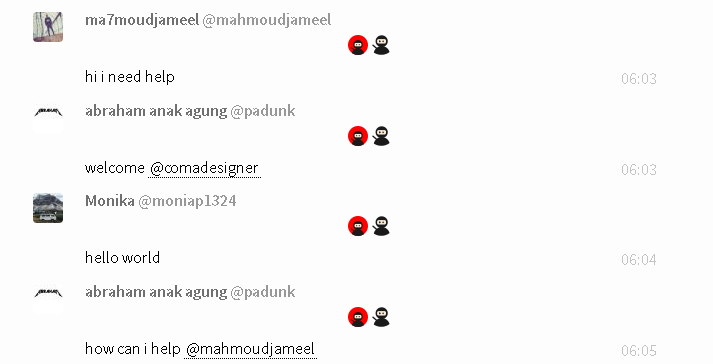 ma7moudjameel @mahmoudjameel
hi i need help 06:03
abraham anak agung @padunk
welcome @comadesigner 06:03
Monika @moniap1324
hello world 06:04
abraham anak agung @padunk
how can i help @mahmoudjameel 06:05